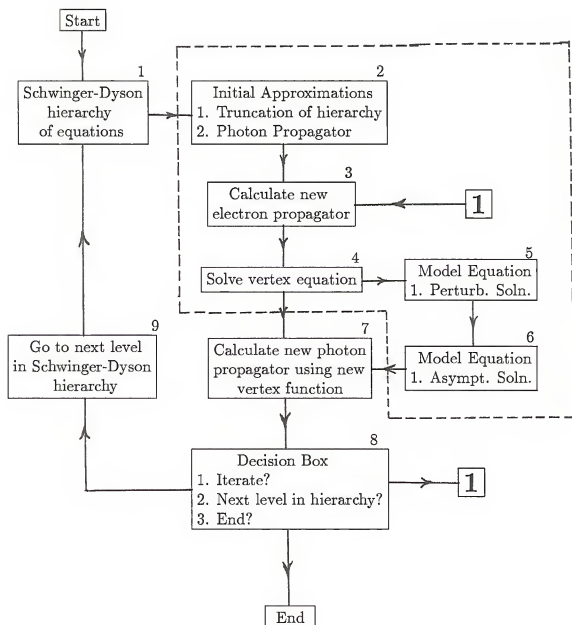 Start
1
Schwinger-Dyson
hierarchy
of equations
2
Initial Approximations
1. Truncation of hierarchy
2. Photon Propagator
3
Calculate new
electron propagator
1
4
Solve vertex equation
5
Model Equation
1. Perturb. Soln.
6
Model Equation
1. Asympt. Soln.
7
Calculate new photon
propagator using new
vertex function
9
Go to next level
in Schwinger-Dyson
hierarchy
8
Decision Box
1. Iterate?
2. Next level in hierarchy?
3. End?
1
End